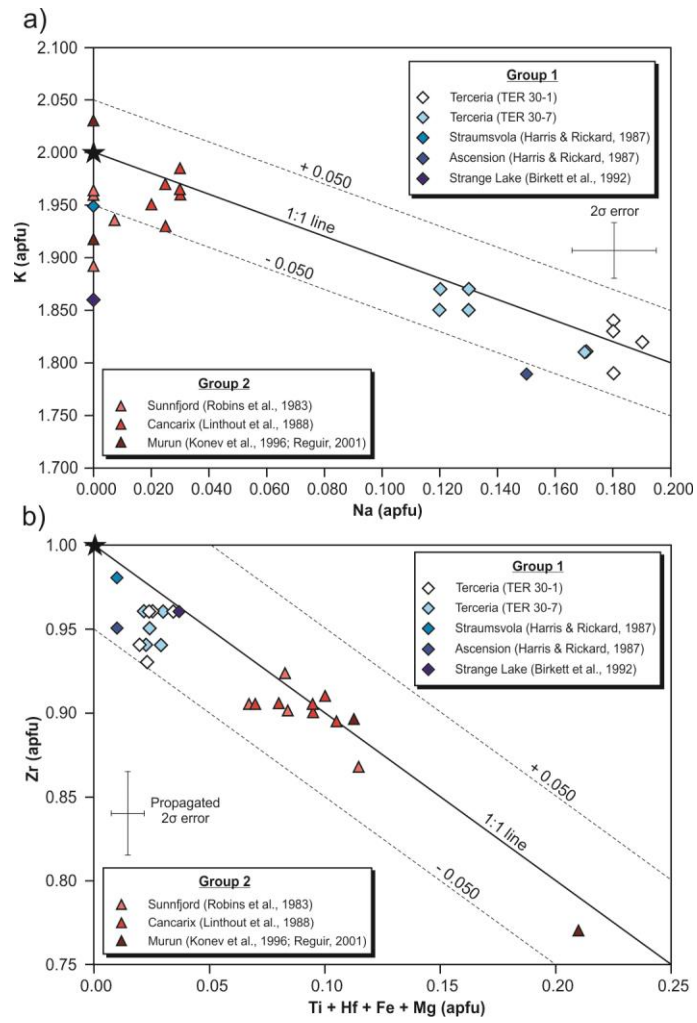 a)
2.100
2.050
2.000
1.950
1.900
1.850
1.800
1.750
1.700
K (apfu)
0.000
0.020
0.040
0.060
0.080
0.100
0.120
0.140
0.160
0.180
0.200
Na (apfu)
Group 1
Terceria (TER 30-1)
Terceria (TER 30-7)
Straumsvola (Harris & Rickard, 1987)
Ascension (Harris & Rickard, 1987)
Strange Lake (Birkett et al., 1992)
+ 0.050
1:1 line
- 0.050
2σ error
Group 2
Sunnfjord (Robins et al., 1983)
Cancarix (Linthout et al., 1988)
Murun (Konev et al., 1996; Reguir, 2001)
b)
1.00
0.95
0.90
0.85
0.80
0.75
Zr (apfu)
0.00
0.05
0.10
0.15
0.20
0.25
Ti + Hf + Fe + Mg (apfu)
Group 1
Terceria (TER 30-1)
Terceria (TER 30-7)
Straumsvola (Harris & Rickard, 1987)
Ascension (Harris & Rickard, 1987)
Strange Lake (Birkett et al., 1992)
+ 0.050
1:1 line
- 0.050
Propagated
2σ error
Group 2
Sunnfjord (Robins et al., 1983)
Cancarix (Linthout et al., 1988)
Murun (Konev et al., 1996; Reguir, 2001)